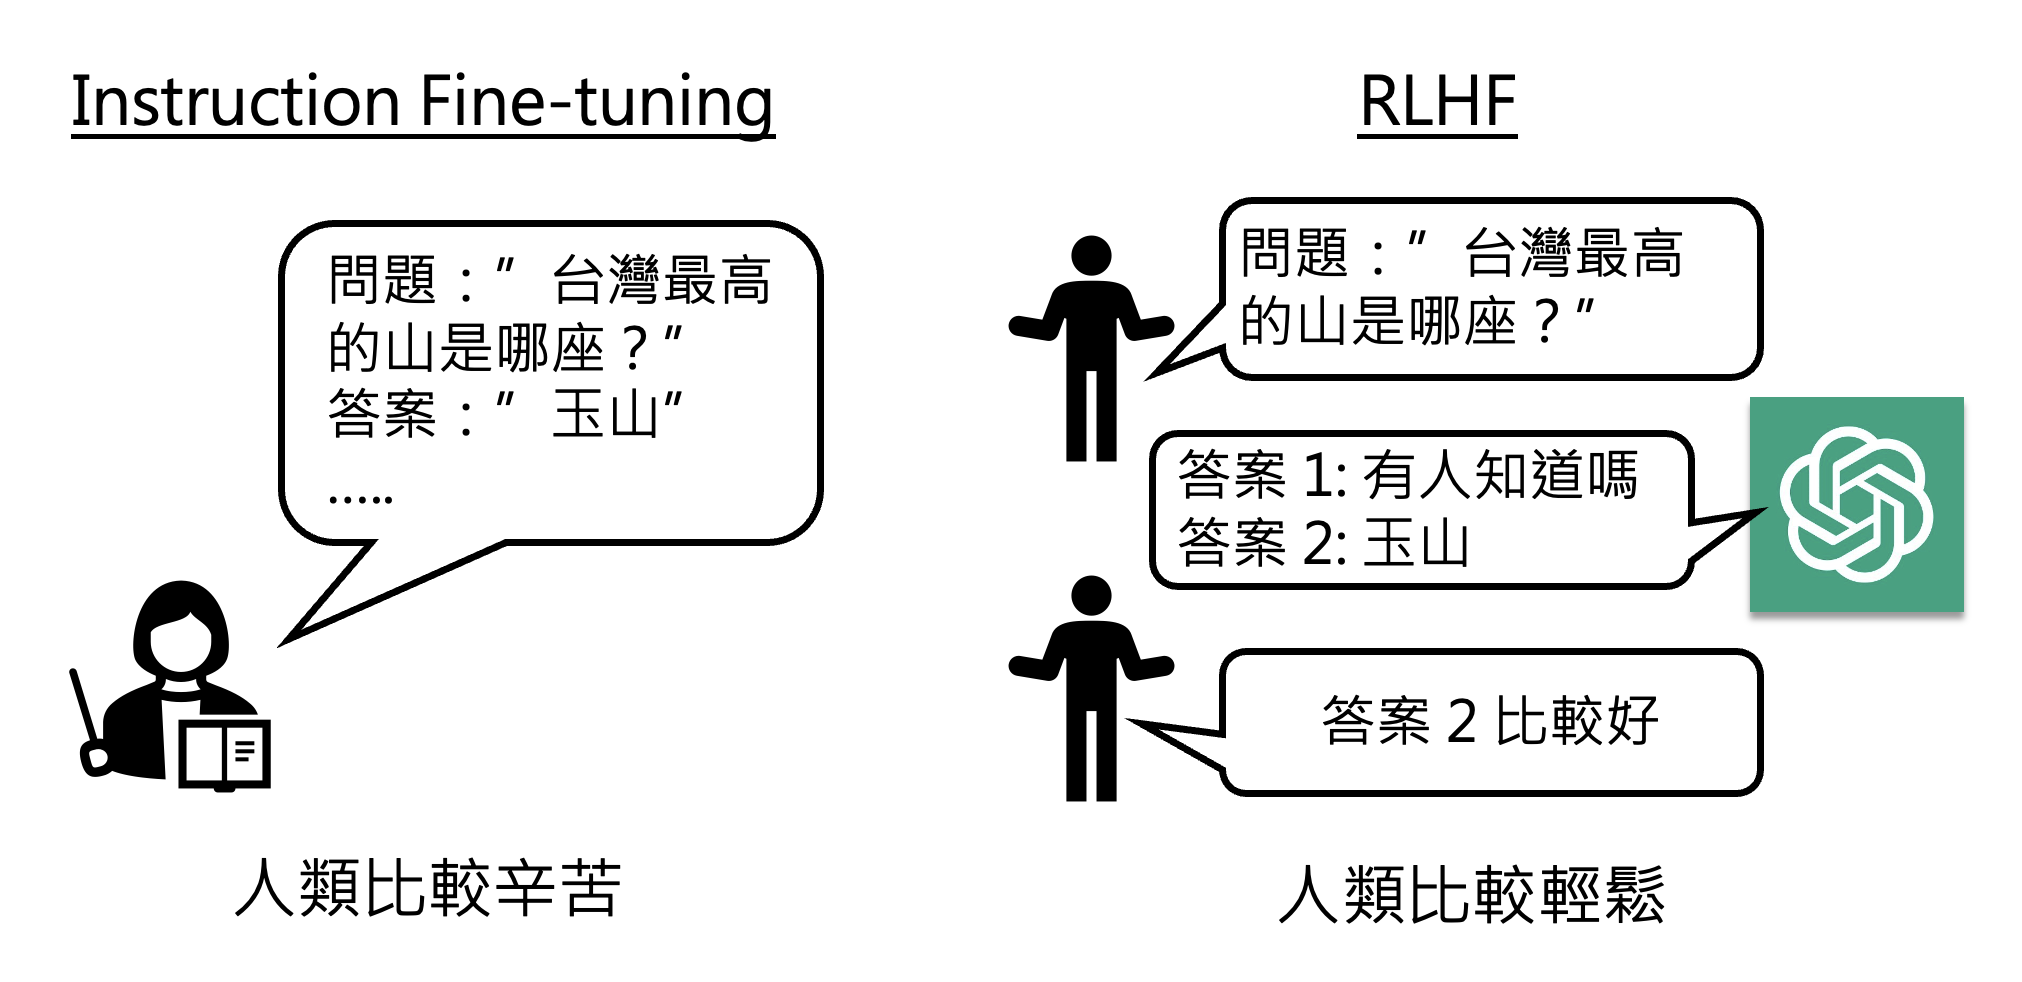 Instruction Fine-tuning
問題：”台灣最高
的山是哪座？”
答案：”玉山”
.....
人類比較辛苦
RLHF
問題：”台灣最高
的山是哪座？”
答案 1: 有人知道嗎
答案 2: 玉山
答案 2 比較好
人類比較輕鬆